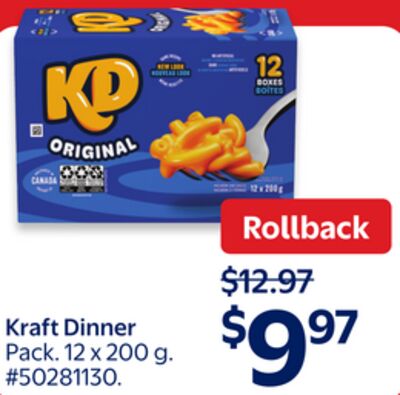 KD
ORIGINAL
NEW LOOK
NOUVEAU LOOK
12
BOXES
BOÎTES
CANADA
12 x 200 g
Rollback
$12.97
$9.97
Kraft Dinner
Pack. 12 x 200 g.
#50281130.